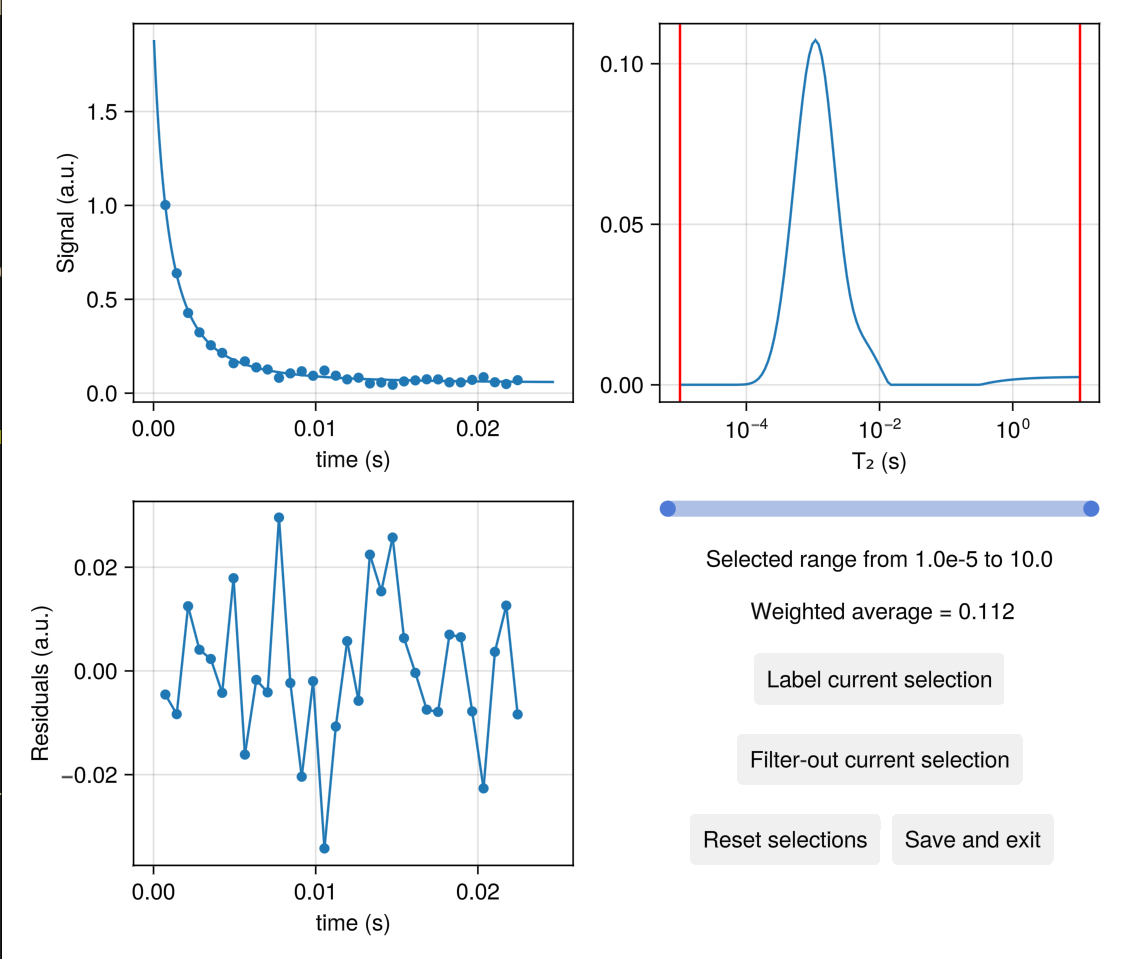 Signal (a.u.)
1.5
1.0
0.5
0.0
0.00 0.01 0.02
time (s)
0.10
0.05
0.00
10⁻⁴ 10⁻² 10⁰
T₂ (s)
Residuals (a.u.)
0.02
0.00
−0.02
0.00 0.01 0.02
time (s)
Selected range from 1.0e-5 to 10.0
Weighted average = 0.112
Label current selection
Filter-out current selection
Reset selections Save and exit